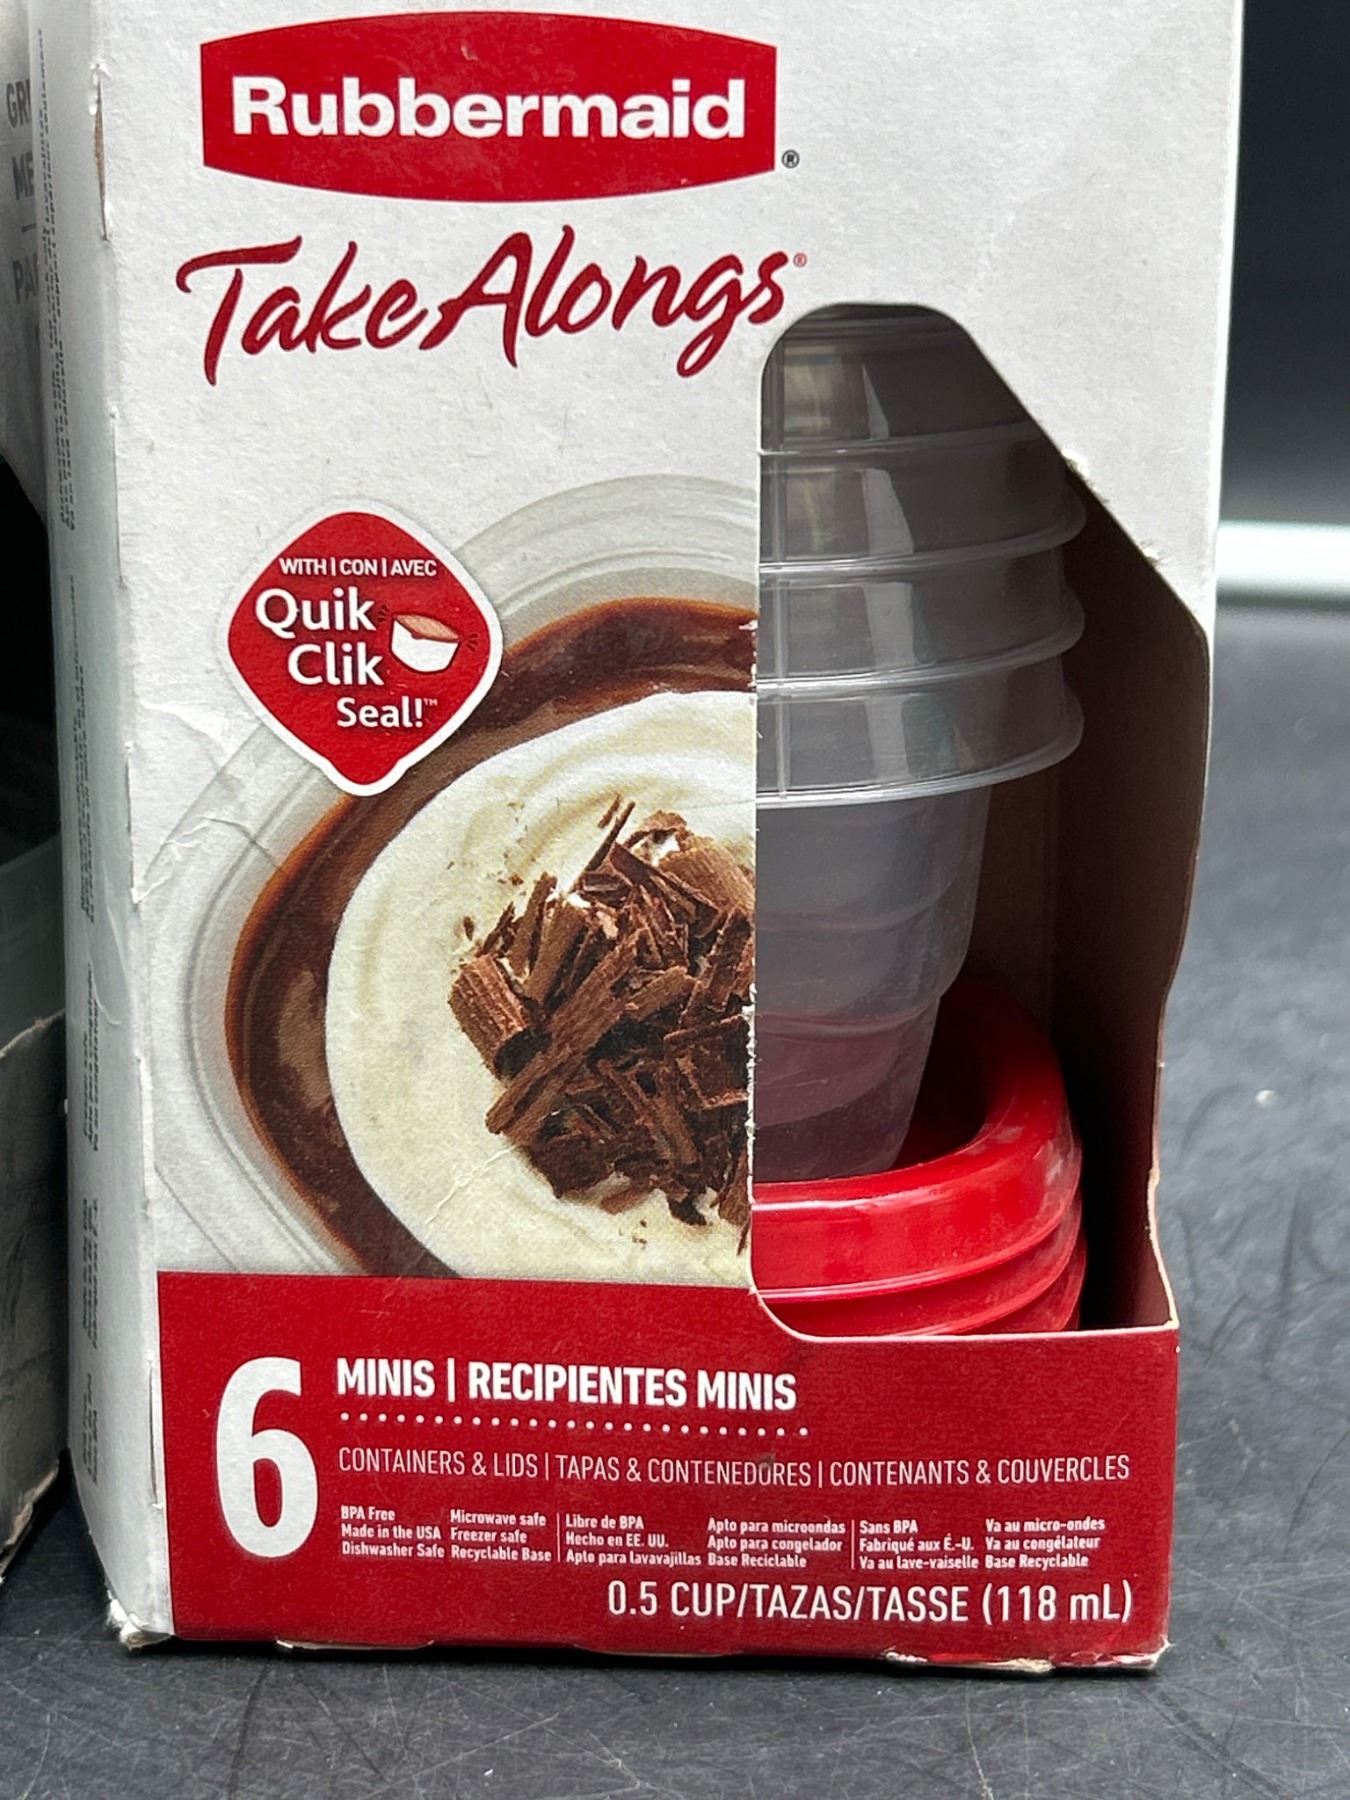 Rubbermaid®
TakeAlongs®
WITH | CON | AVEC
Quik
Clik
Seal!™
6
MINIS | RECIPIENTES MINIS
CONTAINERS & LIDS | TAPAS & CONTENEDORES | CONTENANTS & COUVERCLES
BPA Free
Made in the USA
Dishwasher Safe
Microwave safe
Freezer safe
Recyclable Base
Libre de BPA
Hecho en EE. UU.
Apto para lavavajillas
Apto para microondas
Apto para congelador
Base Reciclable
Sans BPA
Fabriqué aux É.-U.
Va au lave-vaiselle
Va au micro-ondes
Va au congélateur
Base Recyclable
0.5 CUP/TAZAS/TASSE (118 mL)